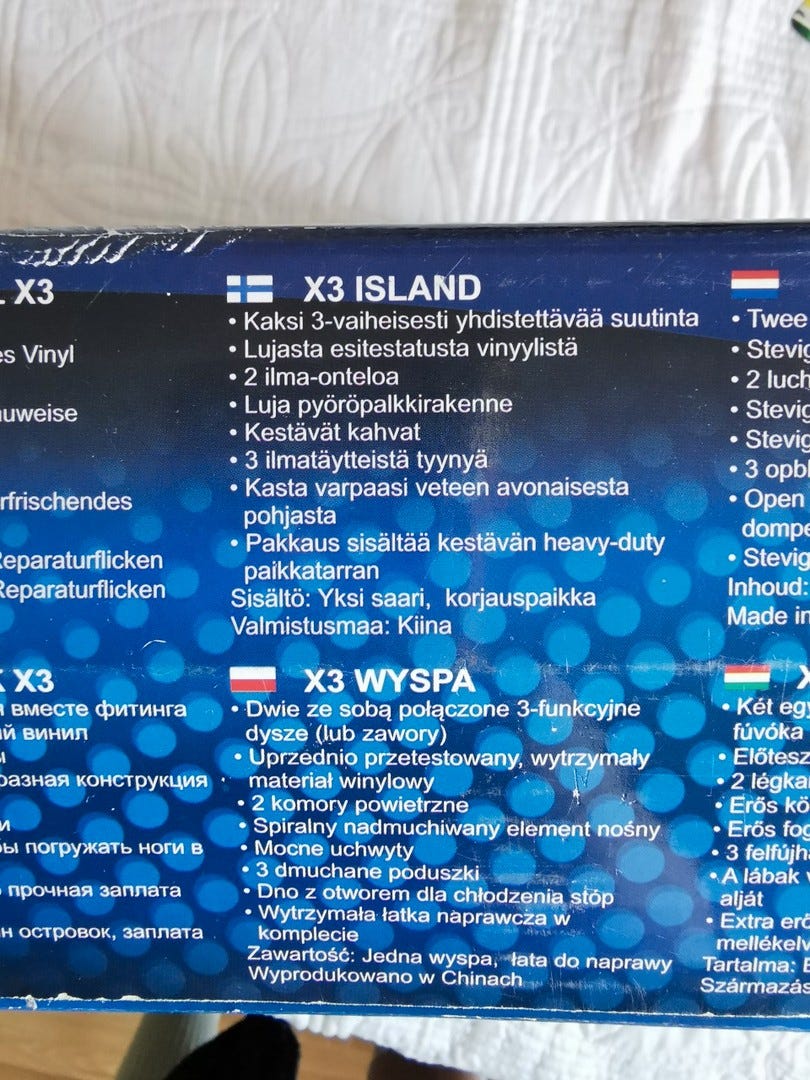 L X3
es Vinyl
auweise
rfrischendes
Reparaturflicken
Reparaturflicken
X3 ISLAND
• Kaksi 3-vaiheisesti yhdistettävää suutinta
• Lujasta esitestatusta vinyylistä
• 2 ilma-onteloa
• Luja pyöröpalkkirakenne
• Kestävät kahvat
• 3 ilmatäytteistä tyynyä
• Kasta varpaasi veteen avonaisesta
pohjasta
• Pakkaus sisältää kestävän heavy-duty
paikkatarran
Sisältö: Yksi saari, korjauspaikka
Valmistusmaa: Kiina
• Twee
• Stevig
• 2 luch
• Stevig
• Stevig
• 3 opbl
• Open
dompe
• Stevig
Inhoud:
Made in
K X3
я вместе фитинга
ый винил
ы
разная конструкция
и
бы погружать ноги в
о прочная заплата
ин островок, заплата
X3 WYSPA
• Dwie ze sobą połączone 3-funkcyjne
dysze (lub zawory)
• Uprzednio przetestowany, wytrzymały
materiał winylowy
• 2 komory powietrzne
• Spiralny nadmuchiwany element nośny
• Mocne uchwyty
• 3 dmuchane poduszki
• Dno z otworem dla chłodzenia stóp
• Wytrzymała łatka naprawcza w
komplecie
Zawartość: Jedna wyspa, łata do naprawy
Wyprodukowano w Chinach
X
• Két egy
fúvóka
• Előtesz
• 2 légka
• Erős kö
• Erős fog
• 3 felfújh
• A lábak v
alját
• Extra erő
mellékelv
Tartalma: E
Származás